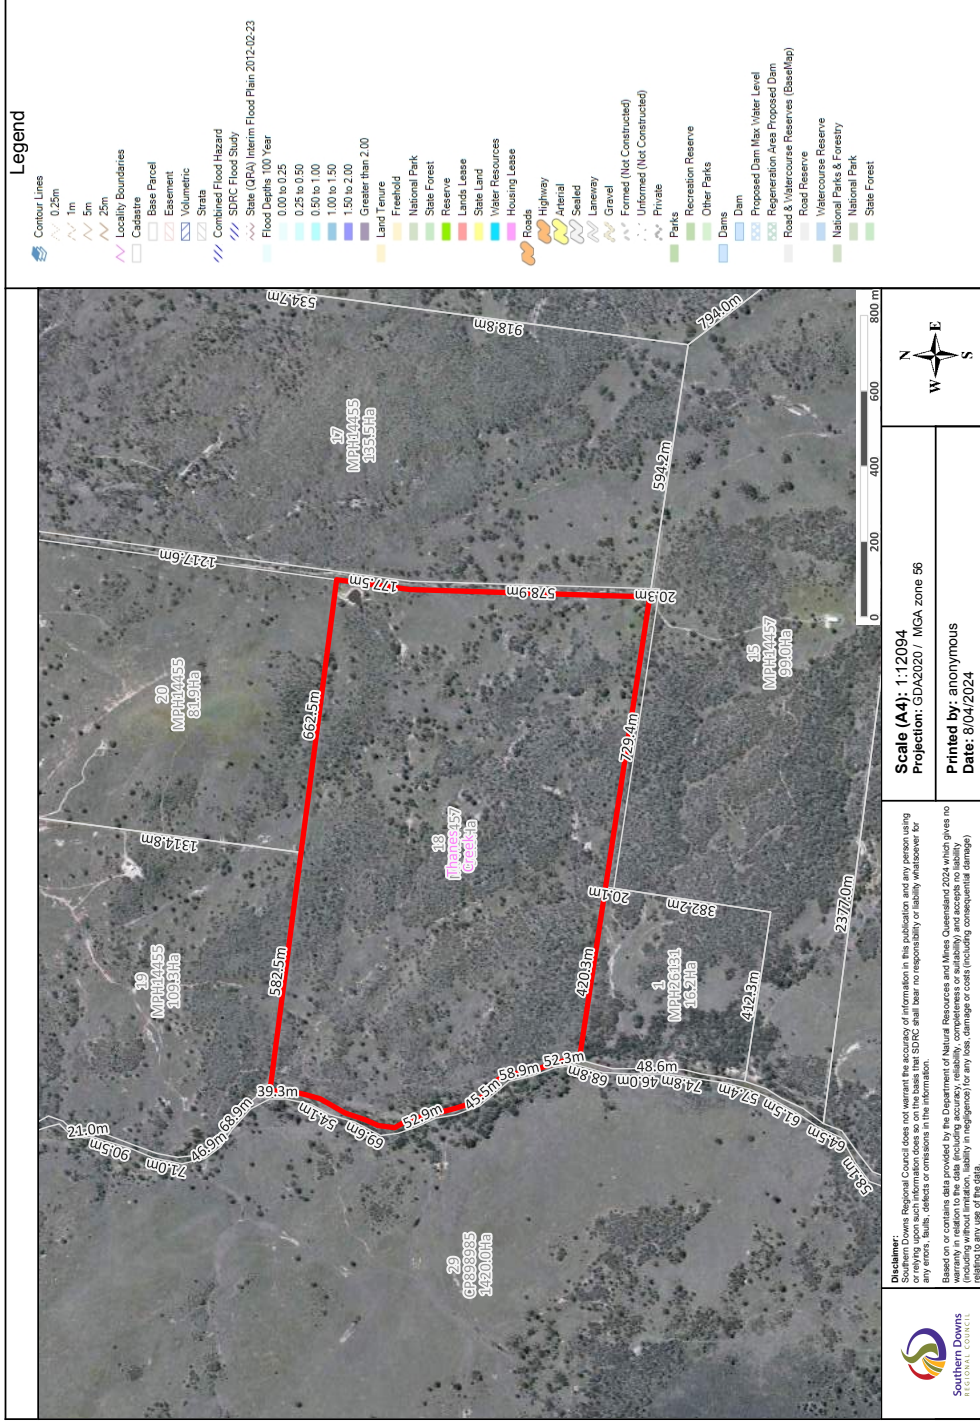 Legend
Contour Lines
0.25m
1m
5m
25m
Locality Boundaries
Cadastre
Base Parcel
Easement
Volumetric
Strata
Combined Flood Hazard
SDRC Flood Study
State (QRA) Interim Flood Plain 2012-02-23
Flood Depths 100 Year
0.00 to 0.25
0.25 to 0.50
0.50 to 1.00
1.00 to 1.50
1.50 to 2.00
Greater than 2.00
Land Tenure
Freehold
National Park
State Forest
Reserve
Lands Lease
State Land
Water Resources
Housing Lease
Roads
Highway
Arterial
Sealed
Laneway
Gravel
Formed (Not Constructed)
Unformed (Not Constructed)
Private
Parks
Recreation Reserve
Other Parks
Dams
Dam
Proposed Dam Max Water Level
Regeneration Area Proposed Dam
Road & Watercourse Reserves (BaseMap)
Road Reserve
Watercourse Reserve
National Parks & Forestry
National Park
State Forest
534.7m
918.8m
794.0m
17
MPH14455
135.5Ha
594.2m
1217.6m
177.5m
578.9m
20.3m
20
MPH14455
81.9Ha
662.5m
729.4m
15
MPH14457
99.0Ha
1314.8m
18
Thanes
Creek
20.1m
382.2m
2377.0m
19
MPH14455
109.3Ha
582.5m
420.3m
1
MPH26131
16.2Ha
412.3m
39.3m
54.1m
69.6m
52.9m
45.5m
58.9m
52.3m
68.8m
46.0m
48.6m
74.8m
57.4m
61.5m
64.5m
58.1m
21.0m
90.5m
71.0m
46.9m
68.9m
29
CP898985
1420.0Ha
0
200
400
600
800 m
N
W
E
S
Scale (A4): 1:12094
Projection: GDA2020 / MGA zone 56
Printed by: anonymous
Date: 8/04/2024
Disclaimer:
Southern Downs Regional Council does not warrant the accuracy of information in this publication and any person using
or relying upon such information does so on the basis that SDRC shall bear no responsibility or liability whatsoever for
any errors, faults, defects or omissions in the information.
Based on or contains data provided by the Department of Natural Resources and Mines Queensland 2024 which gives no
warranty in relation to the data (including accuracy, reliability, completeness or suitability) and accepts no liability
(including without limitation, liability in negligence) for any loss, damage or costs (including consequential damage)
relating to any use of the data.
Southern Downs
REGIONAL COUNCIL